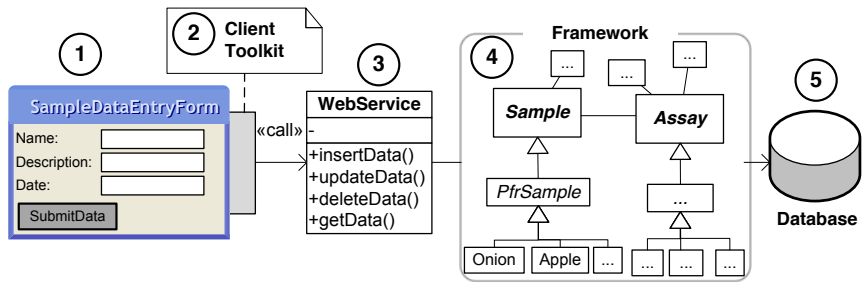 1
2
Client
Toolkit
3
4
Framework
5
SampleDataEntryForm
Name:
Description:
Date:
SubmitData
«call»
WebService
-
+insertData()
+updateData()
+deleteData()
+getData()
...
...
...
Sample
Assay
PfrSample
...
Onion
Apple
...
...
...
...
Database